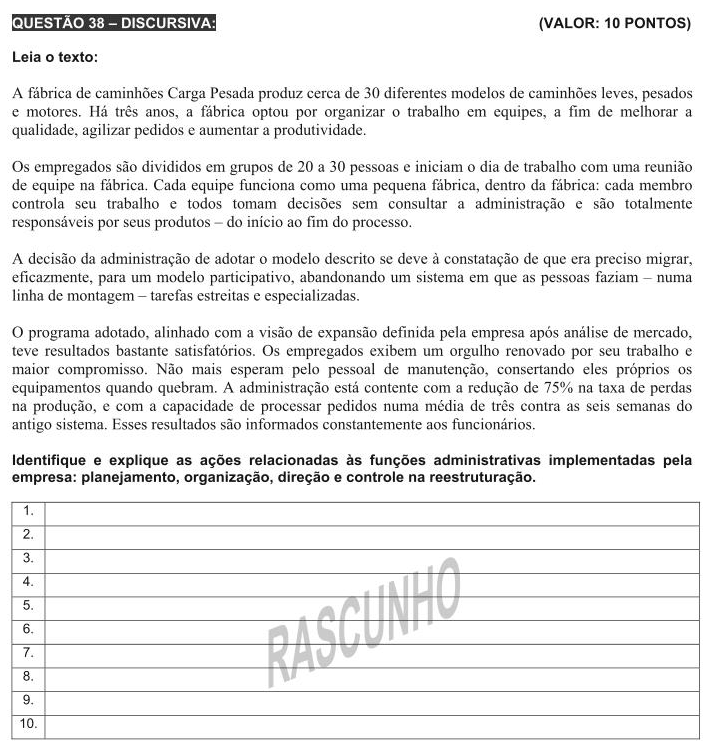 QUESTÃO 38 – DISCURSIVA: (VALOR: 10 PONTOS)
Leia o texto:
A fábrica de caminhões Carga Pesada produz cerca de 30 diferentes modelos de caminhões leves, pesados
e motores. Há três anos, a fábrica optou por organizar o trabalho em equipes, a fim de melhorar a
qualidade, agilizar pedidos e aumentar a produtividade.
Os empregados são divididos em grupos de 20 a 30 pessoas e iniciam o dia de trabalho com uma reunião
de equipe na fábrica. Cada equipe funciona como uma pequena fábrica, dentro da fábrica: cada membro
controla seu trabalho e todos tomam decisões sem consultar a administração e são totalmente
responsáveis por seus produtos – do início ao fim do processo.
A decisão da administração de adotar o modelo descrito se deve à constatação de que era preciso migrar,
eficazmente, para um modelo participativo, abandonando um sistema em que as pessoas faziam – numa
linha de montagem – tarefas estreitas e especializadas.
O programa adotado, alinhado com a visão de expansão definida pela empresa após análise de mercado,
teve resultados bastante satisfatórios. Os empregados exibem um orgulho renovado por seu trabalho e
maior compromisso. Não mais esperam pelo pessoal de manutenção, consertando eles próprios os
equipamentos quando quebram. A administração está contente com a redução de 75% na taxa de perdas
na produção, e com a capacidade de processar pedidos numa média de três contra as seis semanas do
antigo sistema. Esses resultados são informados constantemente aos funcionários.
Identifique e explique as ações relacionadas às funções administrativas implementadas pela
empresa: planejamento, organização, direção e controle na reestruturação.
1.
2.
3.
4.
5.
6.
7.
8.
9.
10.
RASCUNHO